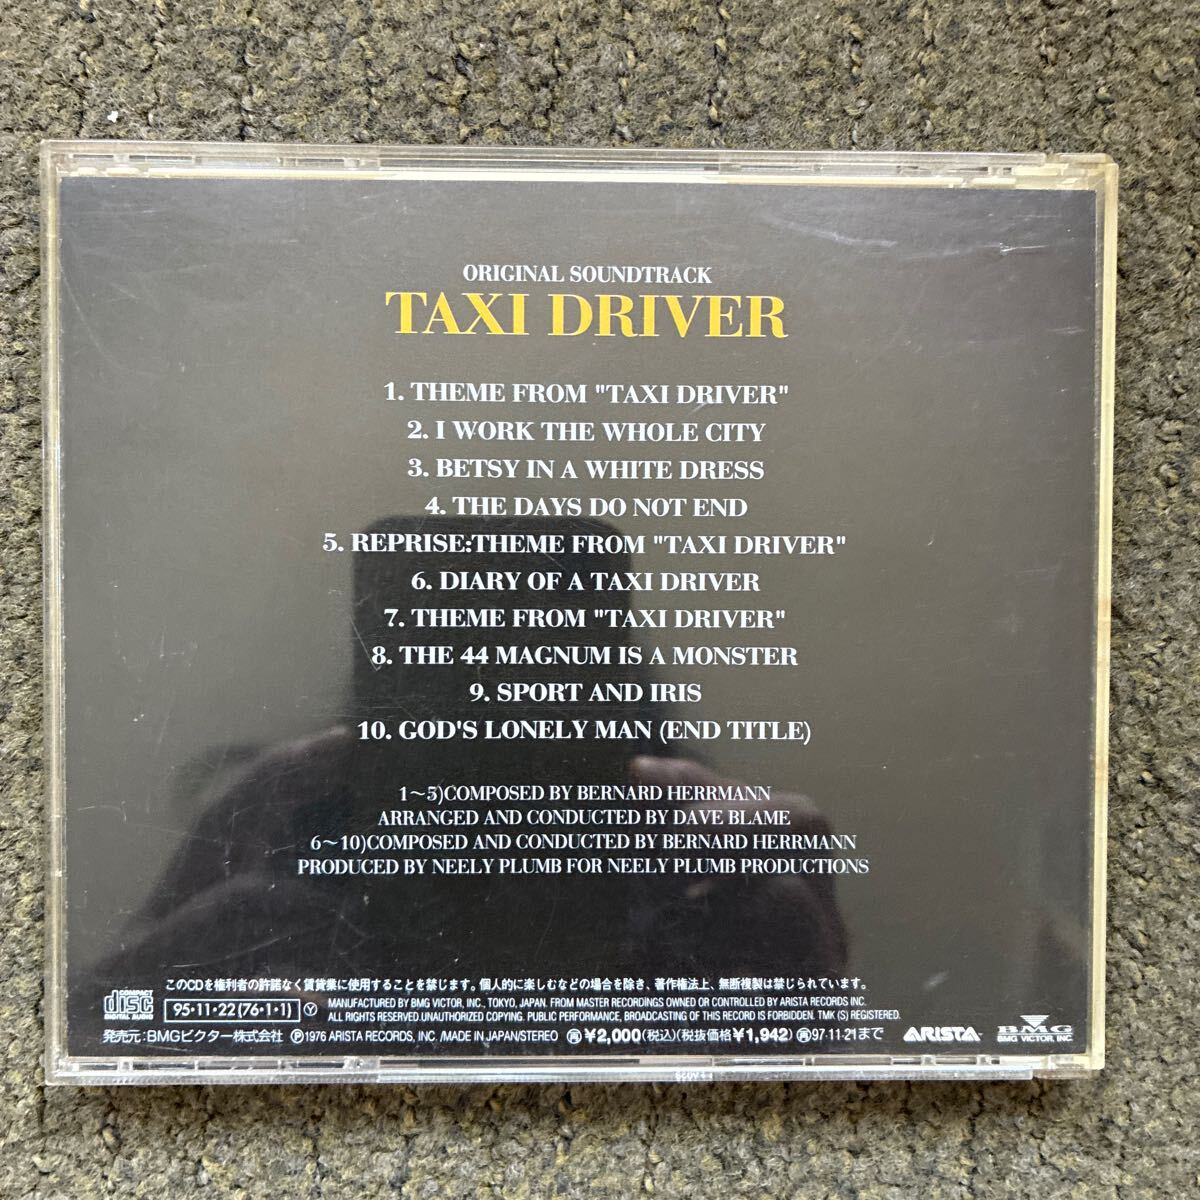 ORIGINAL SOUNDTRACK
TAXI DRIVER
1. THEME FROM "TAXI DRIVER"
2. I WORK THE WHOLE CITY
3. BETSY IN A WHITE DRESS
4. THE DAYS DO NOT END
5. REPRISE:THEME FROM "TAXI DRIVER"
6. DIARY OF A TAXI DRIVER
7. THEME FROM "TAXI DRIVER"
8. THE 44 MAGNUM IS A MONSTER
9. SPORT AND IRIS
10. GOD'S LONELY MAN (END TITLE)
1〜5)COMPOSED BY BERNARD HERRMANN
ARRANGED AND CONDUCTED BY DAVE BLAME
6〜10)COMPOSED AND CONDUCTED BY BERNARD HERRMANN
PRODUCED BY NEELY PLUMB FOR NEELY PLUMB PRODUCTIONS
このCDを権利者の許諾なく賃貸業に使用することを禁じます。個人的に楽しむなどの場合を除き、著作権法上、無断複製は禁じられています。
COMPACT
disc
DIGITAL AUDIO
95・11・22(76・1・1)
Y
MANUFACTURED BY BMG VICTOR, INC., TOKYO, JAPAN. FROM MASTER RECORDINGS OWNED OR CONTROLLED BY ARISTA RECORDS INC.
ALL RIGHTS RESERVED.UNAUTHORIZED COPYING. PUBLIC PERFORMANCE, BROADCASTING OF THIS RECORD IS FORBIDDEN. TMK (S) REGISTERED.
発売元:BMGビクター株式会社 ℗1976 ARISTA RECORDS, INC. /MADE IN JAPAN/STEREO ㊢¥2,000(税込)(税抜価格¥1,942)㊢97・11・21まで
ARISTA
BMG
BMG VICTOR, INC.